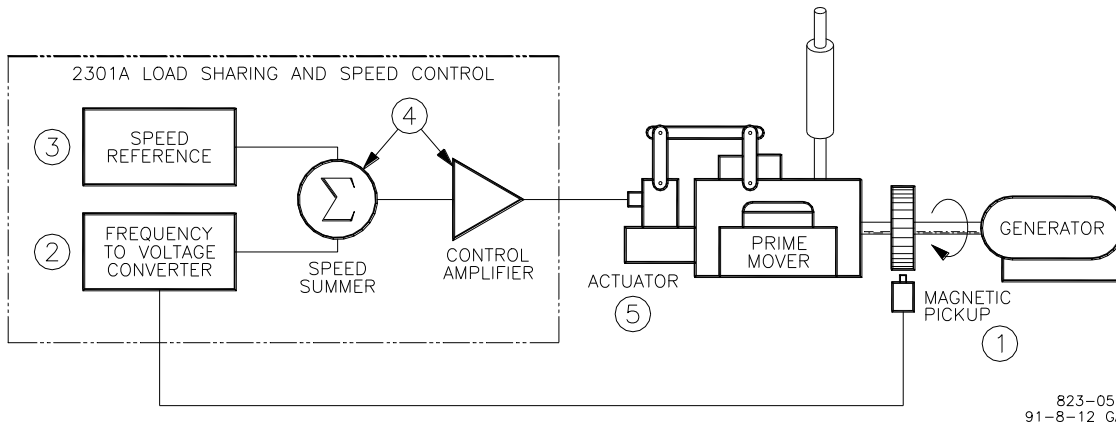 2301A LOAD SHARING AND SPEED CONTROL
3
SPEED
REFERENCE
4
2
FREQUENCY
TO VOLTAGE
CONVERTER
Σ
SPEED
SUMMER
CONTROL
AMPLIFIER
ACTUATOR
5
PRIME
MOVER
GENERATOR
MAGNETIC
PICKUP
1
823-05
91-8-12 G